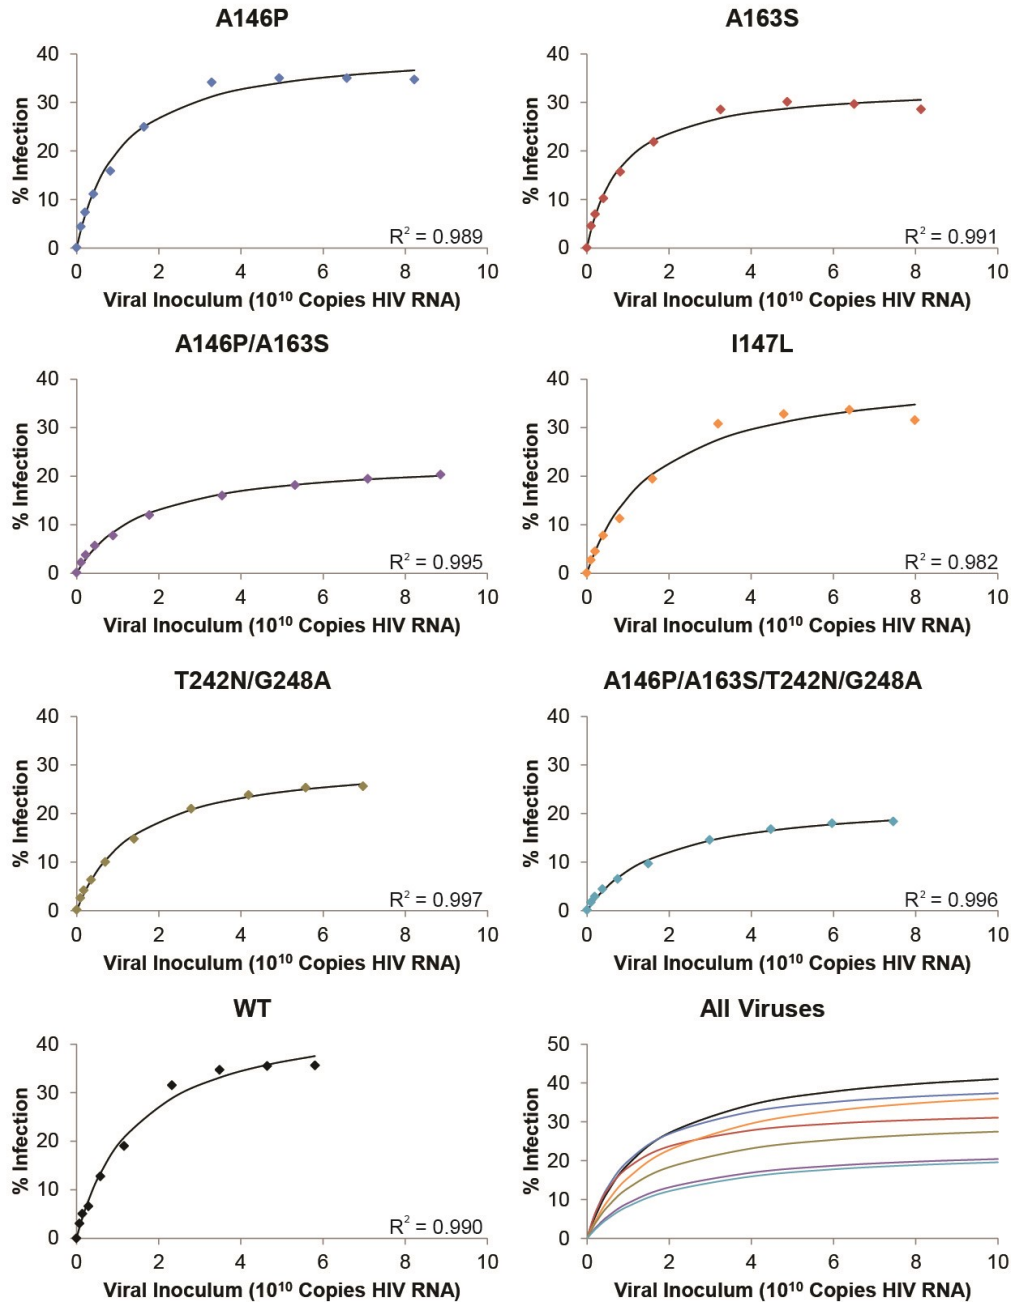 A146P
A163S
40
30
20
10
0
% Infection
R² = 0.989
0 2 4 6 8 10
Viral Inoculum (10¹⁰ Copies HIV RNA)
40
30
20
10
0
% Infection
R² = 0.991
0 2 4 6 8 10
Viral Inoculum (10¹⁰ Copies HIV RNA)
A146P/A163S
I147L
40
30
20
10
0
% Infection
R² = 0.995
0 2 4 6 8 10
Viral Inoculum (10¹⁰ Copies HIV RNA)
40
30
20
10
0
% Infection
R² = 0.982
0 2 4 6 8 10
Viral Inoculum (10¹⁰ Copies HIV RNA)
T242N/G248A
A146P/A163S/T242N/G248A
40
30
20
10
0
% Infection
R² = 0.997
0 2 4 6 8 10
Viral Inoculum (10¹⁰ Copies HIV RNA)
40
30
20
10
0
% Infection
R² = 0.996
0 2 4 6 8 10
Viral Inoculum (10¹⁰ Copies HIV RNA)
WT
All Viruses
40
30
20
10
0
% Infection
R² = 0.990
0 2 4 6 8 10
Viral Inoculum (10¹⁰ Copies HIV RNA)
50
40
30
20
10
0
% Infection
0 2 4 6 8 10
Viral Inoculum (10¹⁰ Copies HIV RNA)